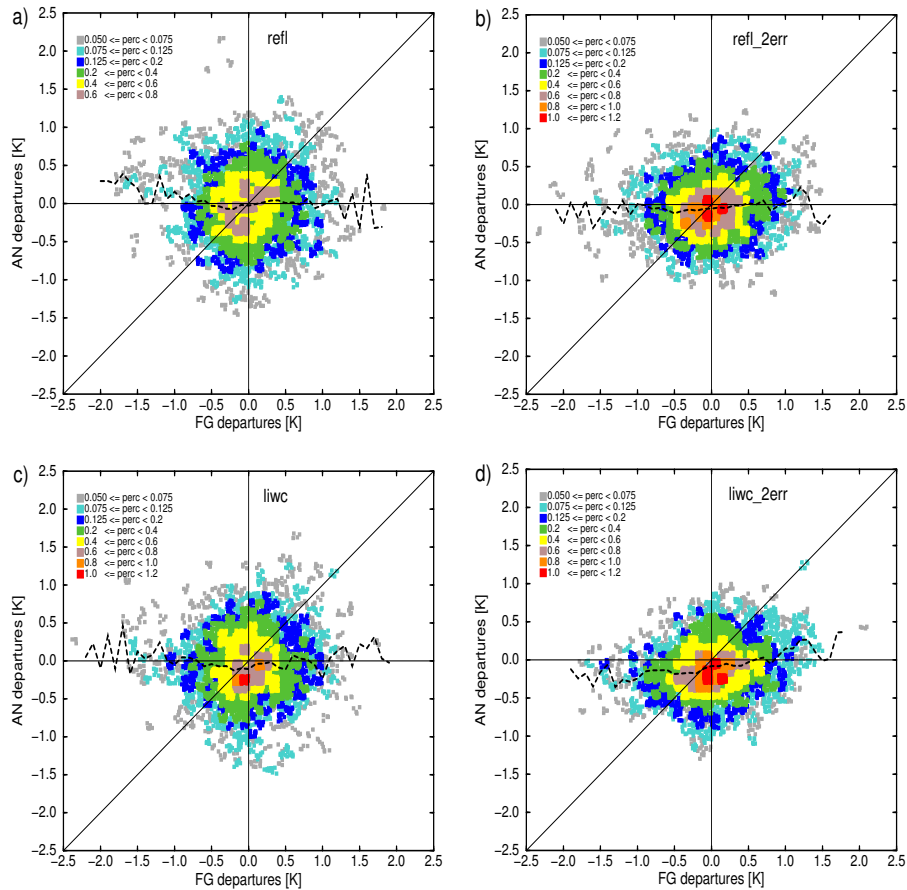 a)
refl
0.050 <= perc < 0.075
0.075 <= perc < 0.125
0.125 <= perc < 0.2
0.2 <= perc < 0.4
0.4 <= perc < 0.6
0.6 <= perc < 0.8
2.5
2.0
1.5
1.0
0.5
0.0
−0.5
−1.0
−1.5
−2.0
−2.5
AN departures [K]
−2.5 −2.0 −1.5 −1.0 −0.5 0.0 0.5 1.0 1.5 2.0 2.5
FG departures [K]
b)
refl_2err
0.050 <= perc < 0.075
0.075 <= perc < 0.125
0.125 <= perc < 0.2
0.2 <= perc < 0.4
0.4 <= perc < 0.6
0.6 <= perc < 0.8
0.8 <= perc < 1.0
1.0 <= perc < 1.2
2.5
2.0
1.5
1.0
0.5
0.0
−0.5
−1.0
−1.5
−2.0
−2.5
AN departures [K]
−2.5 −2.0 −1.5 −1.0 −0.5 0.0 0.5 1.0 1.5 2.0 2.5
FG departures [K]
c)
liwc
0.050 <= perc < 0.075
0.075 <= perc < 0.125
0.125 <= perc < 0.2
0.2 <= perc < 0.4
0.4 <= perc < 0.6
0.6 <= perc < 0.8
0.8 <= perc < 1.0
1.0 <= perc < 1.2
2.5
2.0
1.5
1.0
0.5
0.0
−0.5
−1.0
−1.5
−2.0
−2.5
AN departures [K]
−2.5 −2.0 −1.5 −1.0 −0.5 0.0 0.5 1.0 1.5 2.0 2.5
FG departures [K]
d)
liwc_2err
0.050 <= perc < 0.075
0.075 <= perc < 0.125
0.125 <= perc < 0.2
0.2 <= perc < 0.4
0.4 <= perc < 0.6
0.6 <= perc < 0.8
0.8 <= perc < 1.0
1.0 <= perc < 1.2
2.5
2.0
1.5
1.0
0.5
0.0
−0.5
−1.0
−1.5
−2.0
−2.5
AN departures [K]
−2.5 −2.0 −1.5 −1.0 −0.5 0.0 0.5 1.0 1.5 2.0 2.5
FG departures [K]